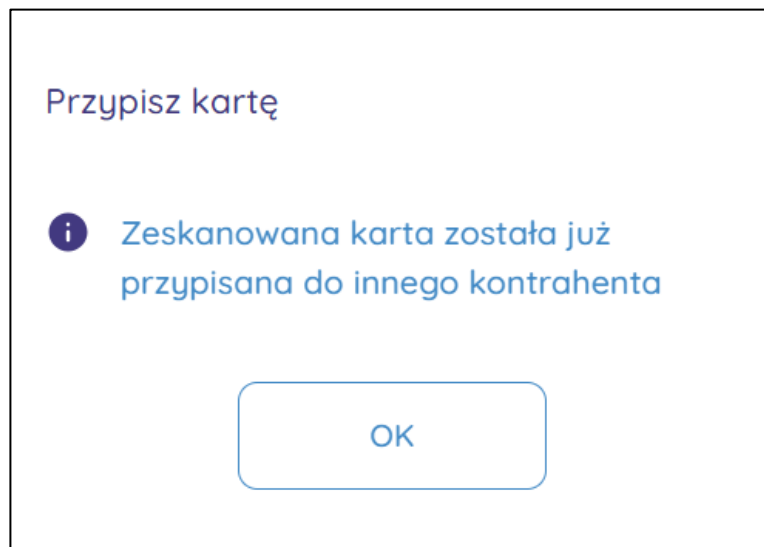 Przypisz kartę
Zeskanowana karta została już
przypisana do innego kontrahenta
OK